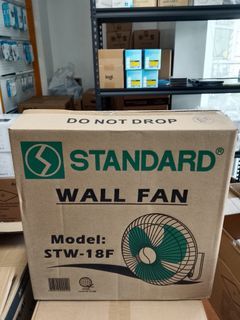 DO NOT DROP
STANDARD®
WALL FAN
Model:
STW-18F